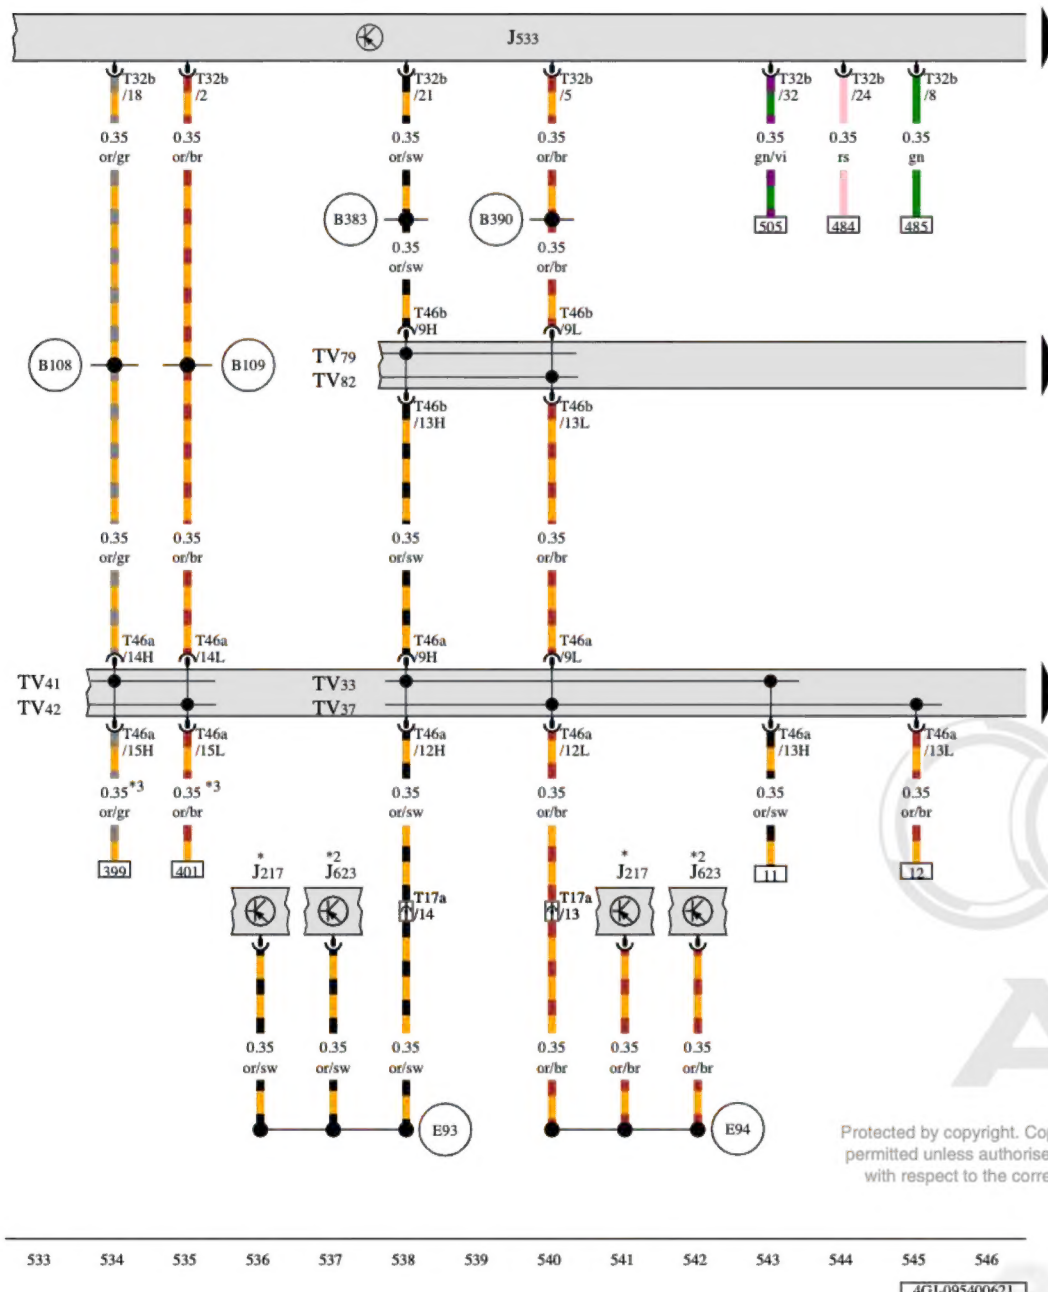 J533
T32b T32b T32b T32b T32b T32b T32b
/18 /2 /21 /5 /32 /24 /8
0.35 0.35 0.35 0.35 0.35 0.35 0.35
or/gr or/br or/sw or/br gn/vi rs gn
B383 B390 505 484 485
0.35 0.35
or/sw or/br
T46b T46b
/9H /9L
TV79
B108 B109
TV82
T46b T46b
/13H /13L
0.35 0.35 0.35 0.35
or/gr or/br or/sw or/br
T46a T46a T46a T46a
/14H /14L /9H /9L
TV41 TV33
TV42 TV37
T46a T46a T46a T46a T46a T46a
/15H /15L /12H /12L /13H /13L
0.35 *3 0.35 *3 0.35 0.35 0.35 0.35
or/gr or/br or/sw or/br or/sw or/br
* *2 * *2
399 401 J217 J623 J217 J623 11 12
T17a T17a
/14 /13
0.35 0.35 0.35 0.35 0.35 0.35
or/sw or/sw or/sw or/br or/br or/br
E93 E94
Protected by copyright. Cop
permitted unless authorise
with respect to the corre
533 534 535 536 537 538 539 540 541 542 543 544 545 546